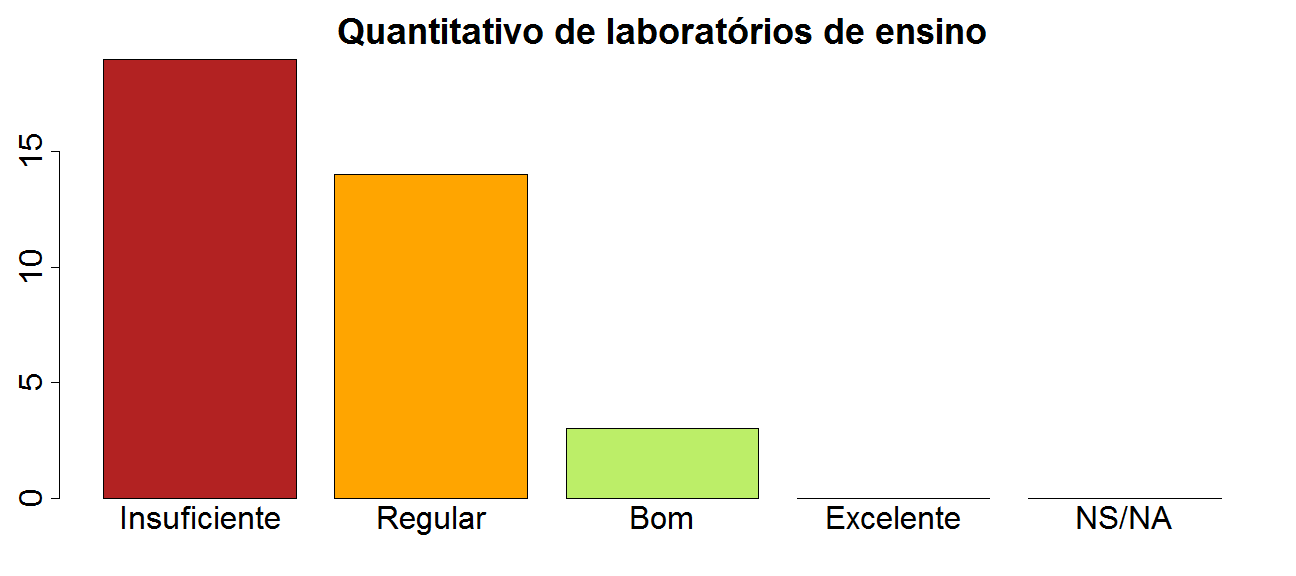 Quantitativo de laboratórios de ensino
15
10
5
0
Insuficiente Regular Bom Excelente NS/NA